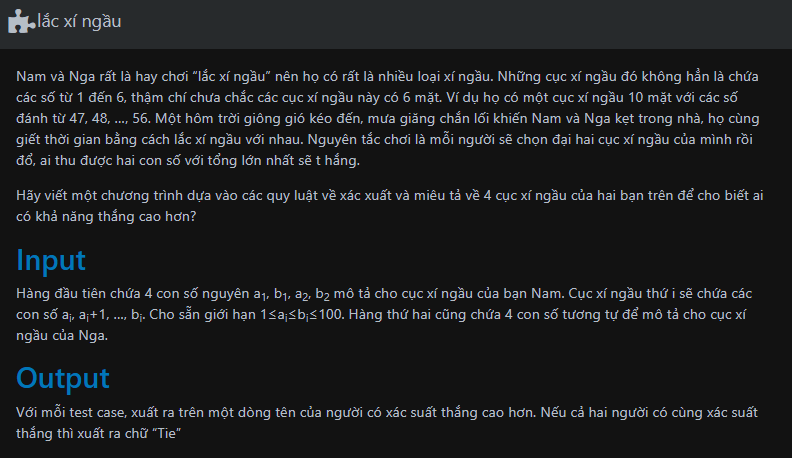 lắc xí ngầu
Nam và Nga rất là hay chơi “lắc xí ngầu” nên họ có rất là nhiều loại xí ngầu. Những cục xí ngầu đó không hẳn là chứa
các số từ 1 đến 6, thậm chí chưa chắc các cục xí ngầu này có 6 mặt. Ví dụ họ có một cục xí ngầu 10 mặt với các số
đánh từ 47, 48, ..., 56. Một hôm trời giông gió kéo đến, mưa giăng chắn lối khiến Nam và Nga kẹt trong nhà, họ cùng
giết thời gian bằng cách lắc xí ngầu với nhau. Nguyên tắc chơi là mỗi người sẽ chọn đại hai cục xí ngầu của mình rồi
đổ, ai thu được hai con số với tổng lớn nhất sẽ t hắng.
Hãy viết một chương trình dựa vào các quy luật về xác xuất và miêu tả về 4 cục xí ngầu của hai bạn trên để cho biết ai
có khả năng thắng cao hơn?
Input
Hàng đầu tiên chứa 4 con số nguyên a₁, b₁, a₂, b₂ mô tả cho cục xí ngầu của bạn Nam. Cục xí ngầu thứ i sẽ chứa các
con số aᵢ, aᵢ+1, ..., bᵢ. Cho sẵn giới hạn 1≤aᵢ≤bᵢ≤100. Hàng thứ hai cũng chứa 4 con số tương tự để mô tả cho cục xí
ngầu của Nga.
Output
Với mỗi test case, xuất ra trên một dòng tên của người có xác suất thắng cao hơn. Nếu cả hai người có cùng xác suất
thắng thì xuất ra chữ “Tie”